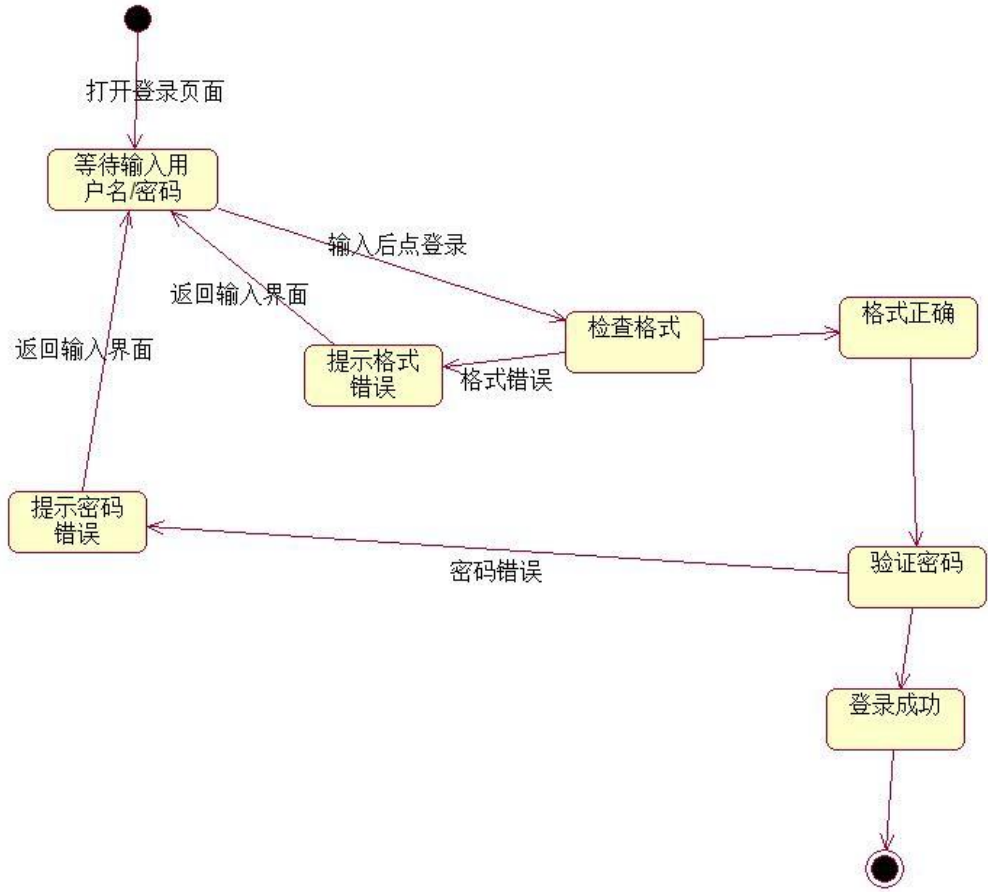 打开登录页面
等待输入用
户名/密码
输入后点登录
返回输入界面
格式正确
检查格式
返回输入界面
提示格式
错误
格式错误
提示密码
错误
验证密码
密码错误
登录成功